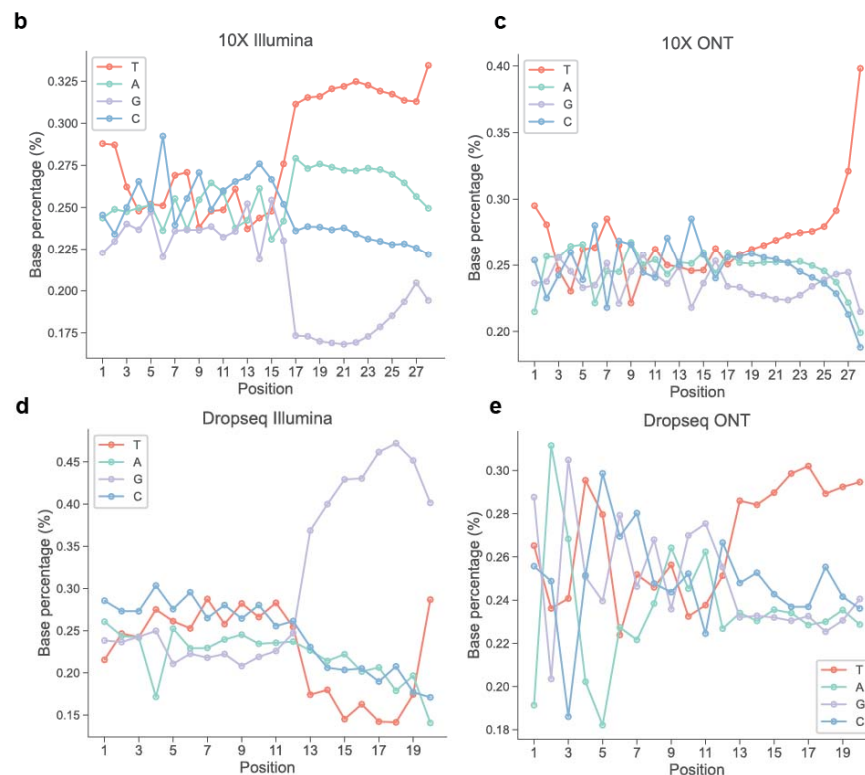 b
10X Illumina
T
A
G
C
Base percentage (%)
0.325
0.300
0.275
0.250
0.225
0.200
0.175
1 3 5 7 9 11 13 15 17 19 21 23 25 27
Position
c
10X ONT
T
A
G
C
Base percentage (%)
0.40
0.35
0.30
0.25
0.20
1 3 5 7 9 11 13 15 17 19 21 23 25 27
Position
d
Dropseq Illumina
T
A
G
C
Base percentage (%)
0.45
0.40
0.35
0.30
0.25
0.20
0.15
1 3 5 7 9 11 13 15 17 19
Position
e
Dropseq ONT
Base percentage (%)
0.30
0.28
0.26
0.24
0.22
0.20
0.18
T
A
G
C
1 3 5 7 9 11 13 15 17 19
Position